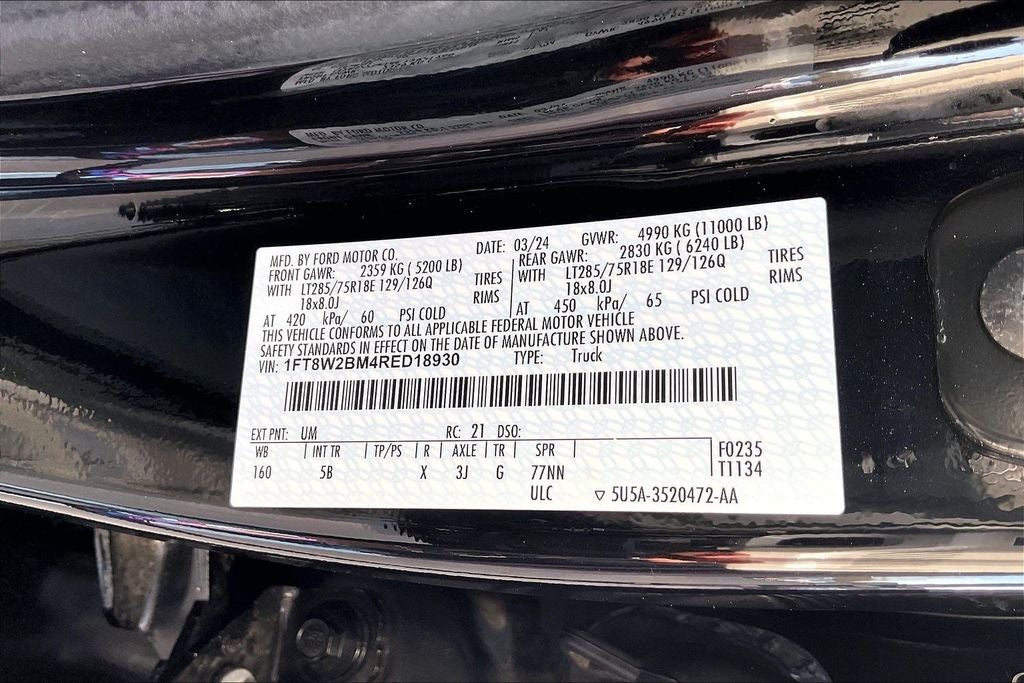 MFD. BY FORD MOTOR CO. DATE: 03/24 GVWR: 4990 KG (11000 LB)
FRONT GAWR: 2359 KG ( 5200 LB) REAR GAWR: 2830 KG ( 6240 LB)
WITH LT285/75R18E 129/126Q TIRES WITH LT285/75R18E 129/126Q TIRES
18x8.0J RIMS 18x8.0J RIMS
AT 420 kPa/ 60 PSI COLD AT 450 kPa/ 65 PSI COLD
THIS VEHICLE CONFORMS TO ALL APPLICABLE FEDERAL MOTOR VEHICLE
SAFETY STANDARDS IN EFFECT ON THE DATE OF MANUFACTURE SHOWN ABOVE.
VIN: 1FT8W2BM4RED18930 TYPE: Truck
EXT PNT: UM RC: 21 DSO:
WB | INT TR | TP/PS | R | AXLE | TR | SPR F0235
160 5B X 3J G 77NN T1134
ULC ▽ 5U5A-3520472-AA